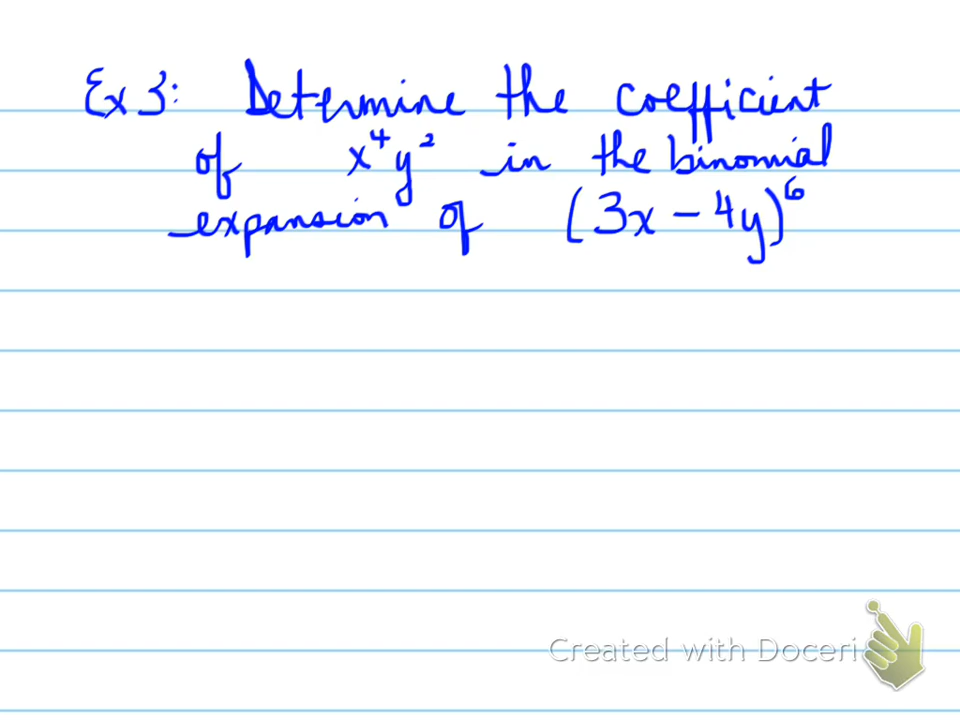 Ex 3: Determine the coefficient
of x⁴y² in the binomial
expansion of (3x - 4y)⁶
Created with Doceri